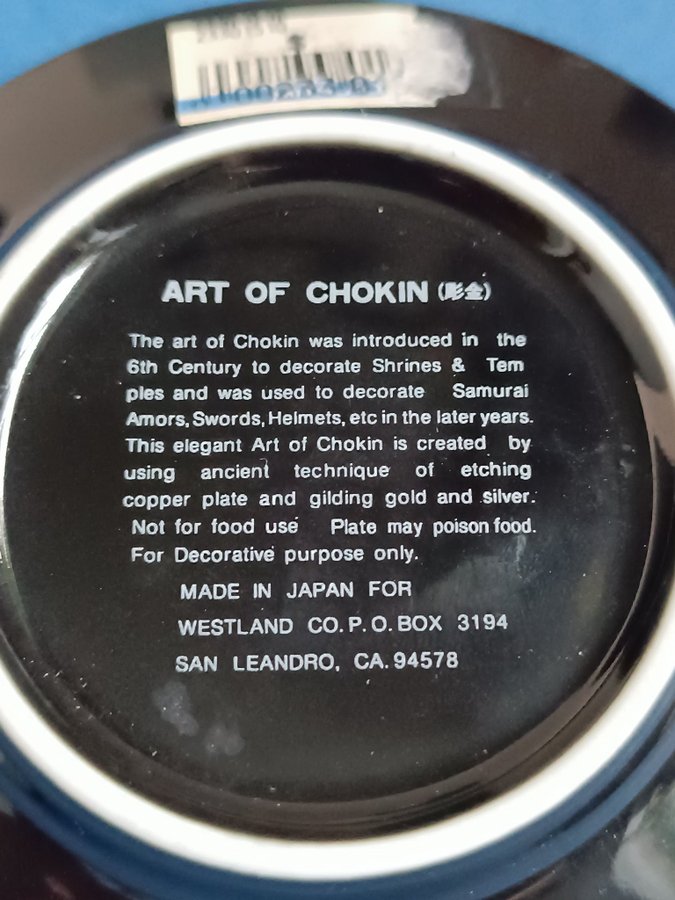 ART OF CHOKIN (彫金)
The art of Chokin was introduced in the
6th Century to decorate Shrines & Tem
ples and was used to decorate Samurai
Amors, Swords, Helmets, etc in the later years.
This elegant Art of Chokin is created by
using ancient technique of etching
copper plate and gilding gold and silver.
Not for food use Plate may poison food.
For Decorative purpose only.
MADE IN JAPAN FOR
WESTLAND CO. P. O. BOX 3194
SAN LEANDRO, CA. 94578